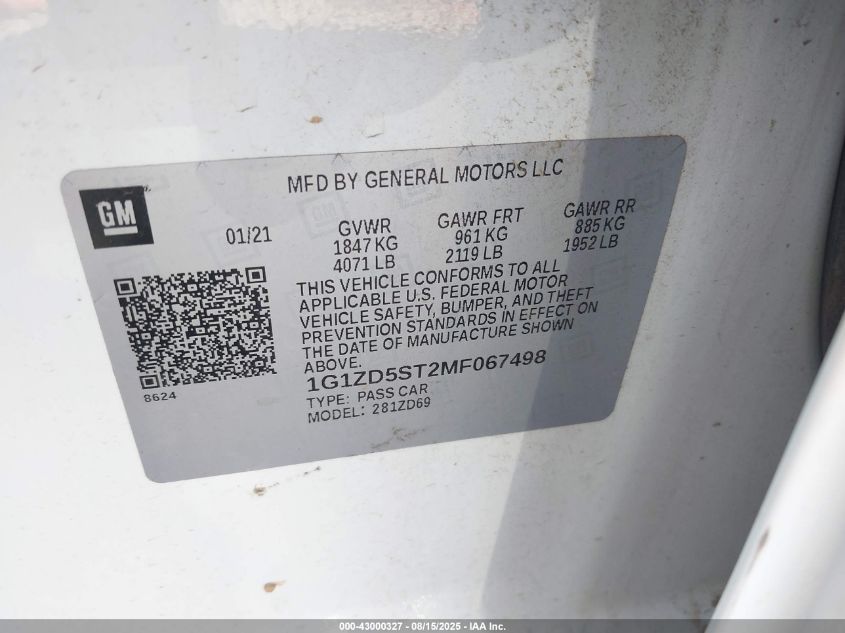 MFD BY GENERAL MOTORS LLC
GM
01/21
GVWR
1847 KG
4071 LB
GAWR FRT
961 KG
2119 LB
GAWR RR
885 KG
1952 LB
THIS VEHICLE CONFORMS TO ALL
APPLICABLE U.S. FEDERAL MOTOR
VEHICLE SAFETY, BUMPER, AND THEFT
PREVENTION STANDARDS IN EFFECT ON
THE DATE OF MANUFACTURE SHOWN
ABOVE.
1G1ZD5ST2MF067498
TYPE: PASS CAR
MODEL: 281ZD69
8624
000-43000327 - 08/15/2025 - IAA Inc.